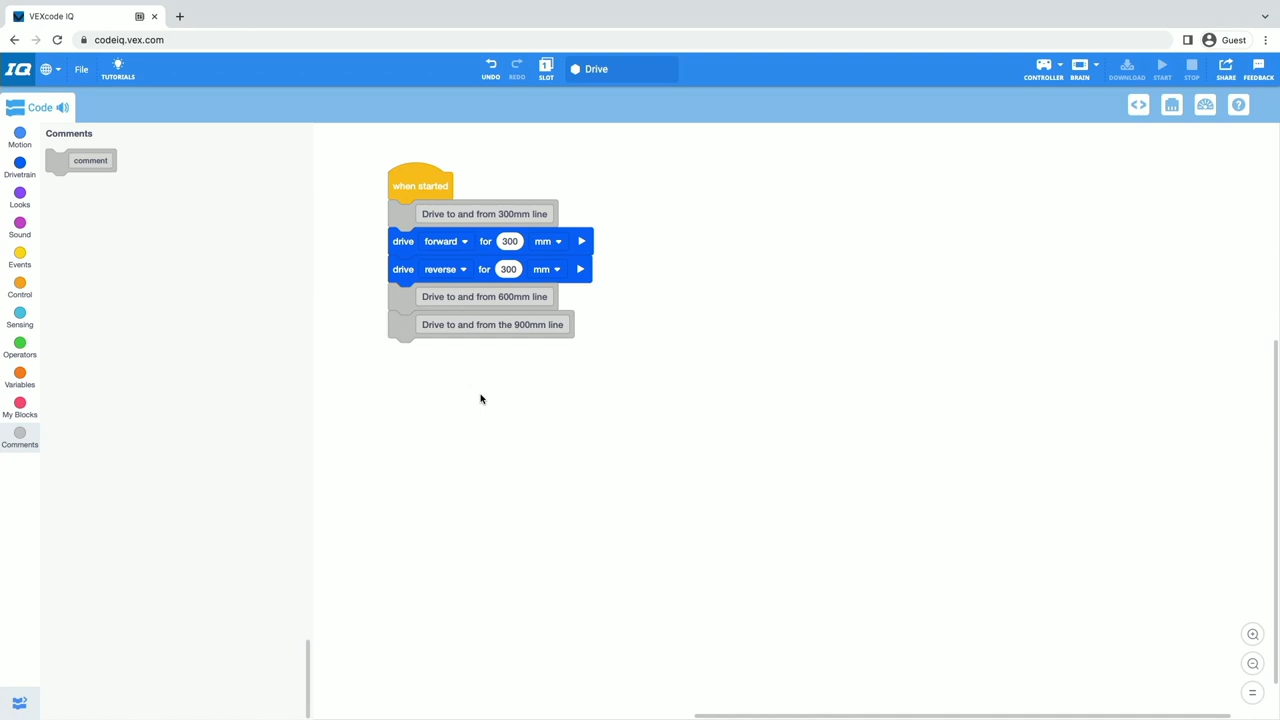 VEXcode IQ
codeiq.vex.com
Guest
IQ
File
TUTORIALS
UNDO
REDO
1
SLOT
Drive
CONTROLLER
BRAIN
DOWNLOAD
START
STOP
SHARE
FEEDBACK
Code
Motion
Drivetrain
Looks
Sound
Events
Control
Sensing
Operators
Variables
My Blocks
Comments
Comments
comment
when started
Drive to and from 300mm line
drive forward for 300 mm
drive reverse for 300 mm
Drive to and from 600mm line
Drive to and from the 900mm line